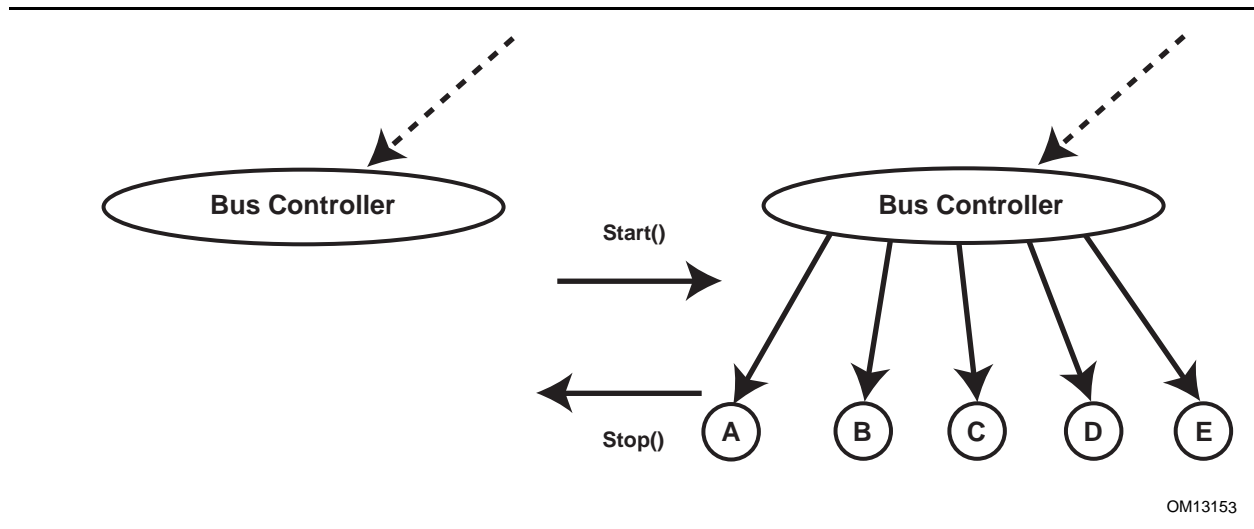 Bus Controller
Bus Controller
Start()
Stop()
A
B
C
D
E
OM13153